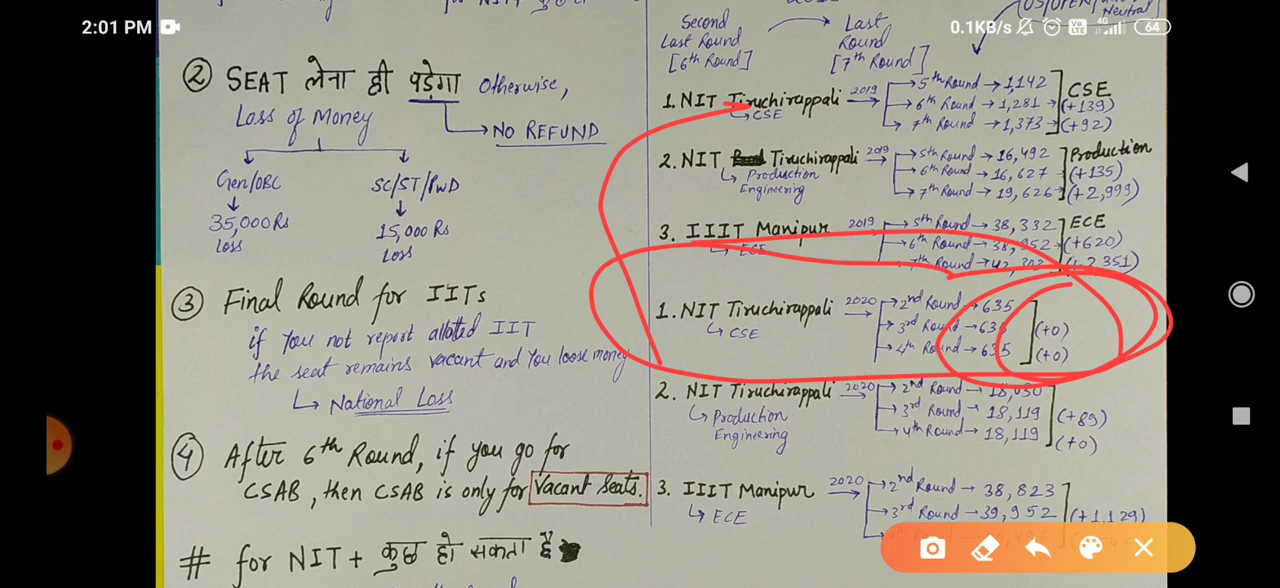 2:01 PM
0.1KB/s
4G
64
Second
Last Round
[6th Round]
Last
Round
[7th Round]
Neutral
② SEAT लेना ही पड़ेगा Otherwise,
Loss of Money
→ NO REFUND
Gen/OBC
35,000 Rs
Loss
SC/ST/PWD
15,000 Rs
Loss
③ Final Round for IITs
if You not report allotted IIT
the seat remains vacant and You loose money
↳ National Loss
④ After 6th Round, if you go for
CSAB, then CSAB is only for Vacant Seats.
# for NIT+ कुछ हो सकता है
1. NIT Tiruchirappali 2019 → 5th Round → 1,142 CSE
↳ CSE → 6th Round → 1,281 → (+139)
→ 7th Round → 1,373 → (+92)
2. NIT Tiruchirappali 2019 → 5th Round → 16,492 Production
↳ Production → 6th Round → 16,627 → (+135)
Engineering → 7th Round → 19,626 → (+2,999)
3. IIIT Manipur 2019 → 5th Round → 38,332 ECE
↳ ECE → 6th Round → 38,952 → (+620)
7th Round
1. NIT Tiruchirappali 2020 → 2nd Round → 635
↳ CSE → 3rd Round → 635 (+0)
→ 4th Round → 635 (+0)
2. NIT Tiruchirappali 2020 → 2nd Round →
↳ Production → 3rd Round → 18,119 (+89)
Engineering → 4th Round → 18,119 (+0)
3. IIIT Manipur 2020 → 2nd Round → 38,823
↳ ECE → 3rd Round → 39,952 (+1,129)